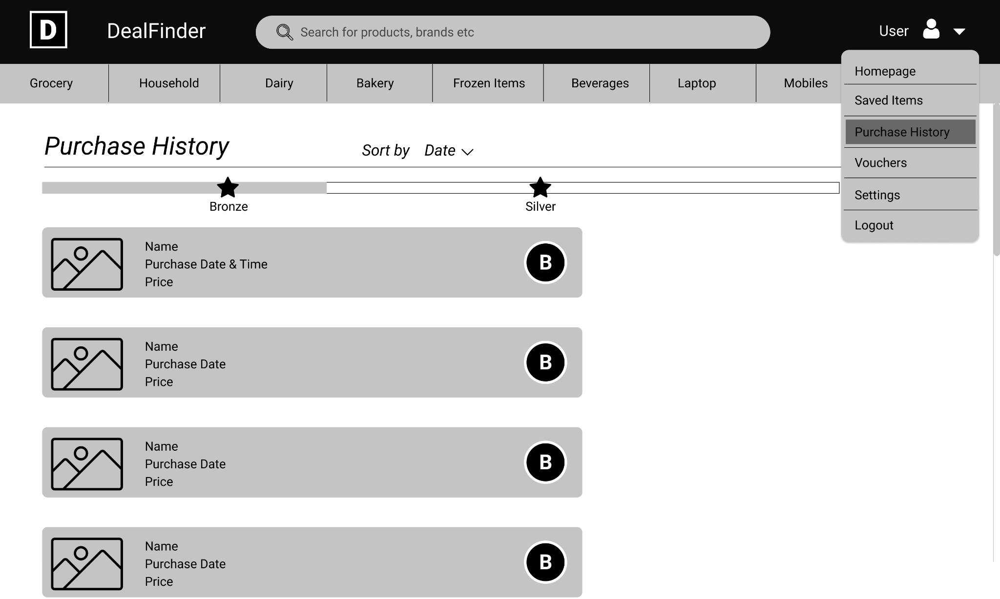 D
DealFinder
Search for products, brands etc
User
Homepage
Saved Items
Purchase History
Vouchers
Settings
Logout
Grocery
Household
Dairy
Bakery
Frozen Items
Beverages
Laptop
Mobiles
Purchase History
Sort by Date
Bronze
Silver
Name
Purchase Date & Time
Price
B
Name
Purchase Date
Price
B
Name
Purchase Date
Price
B
Name
Purchase Date
Price
B